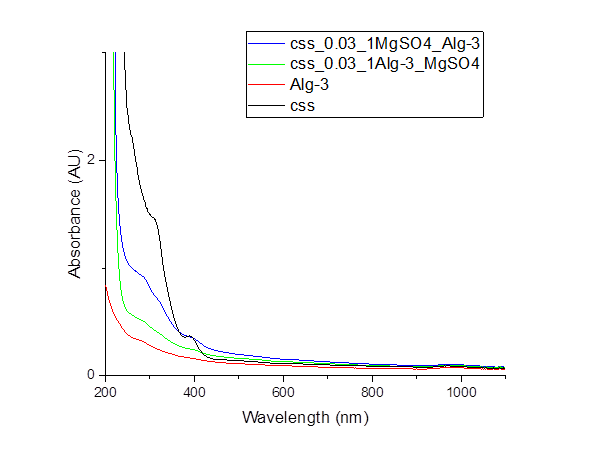 css_0.03_1MgSO4_Alg-3
css_0.03_1Alg-3_MgSO4
Alg-3
css
2
0
Absorbance (AU)
200
400
600
800
1000
Wavelength (nm)